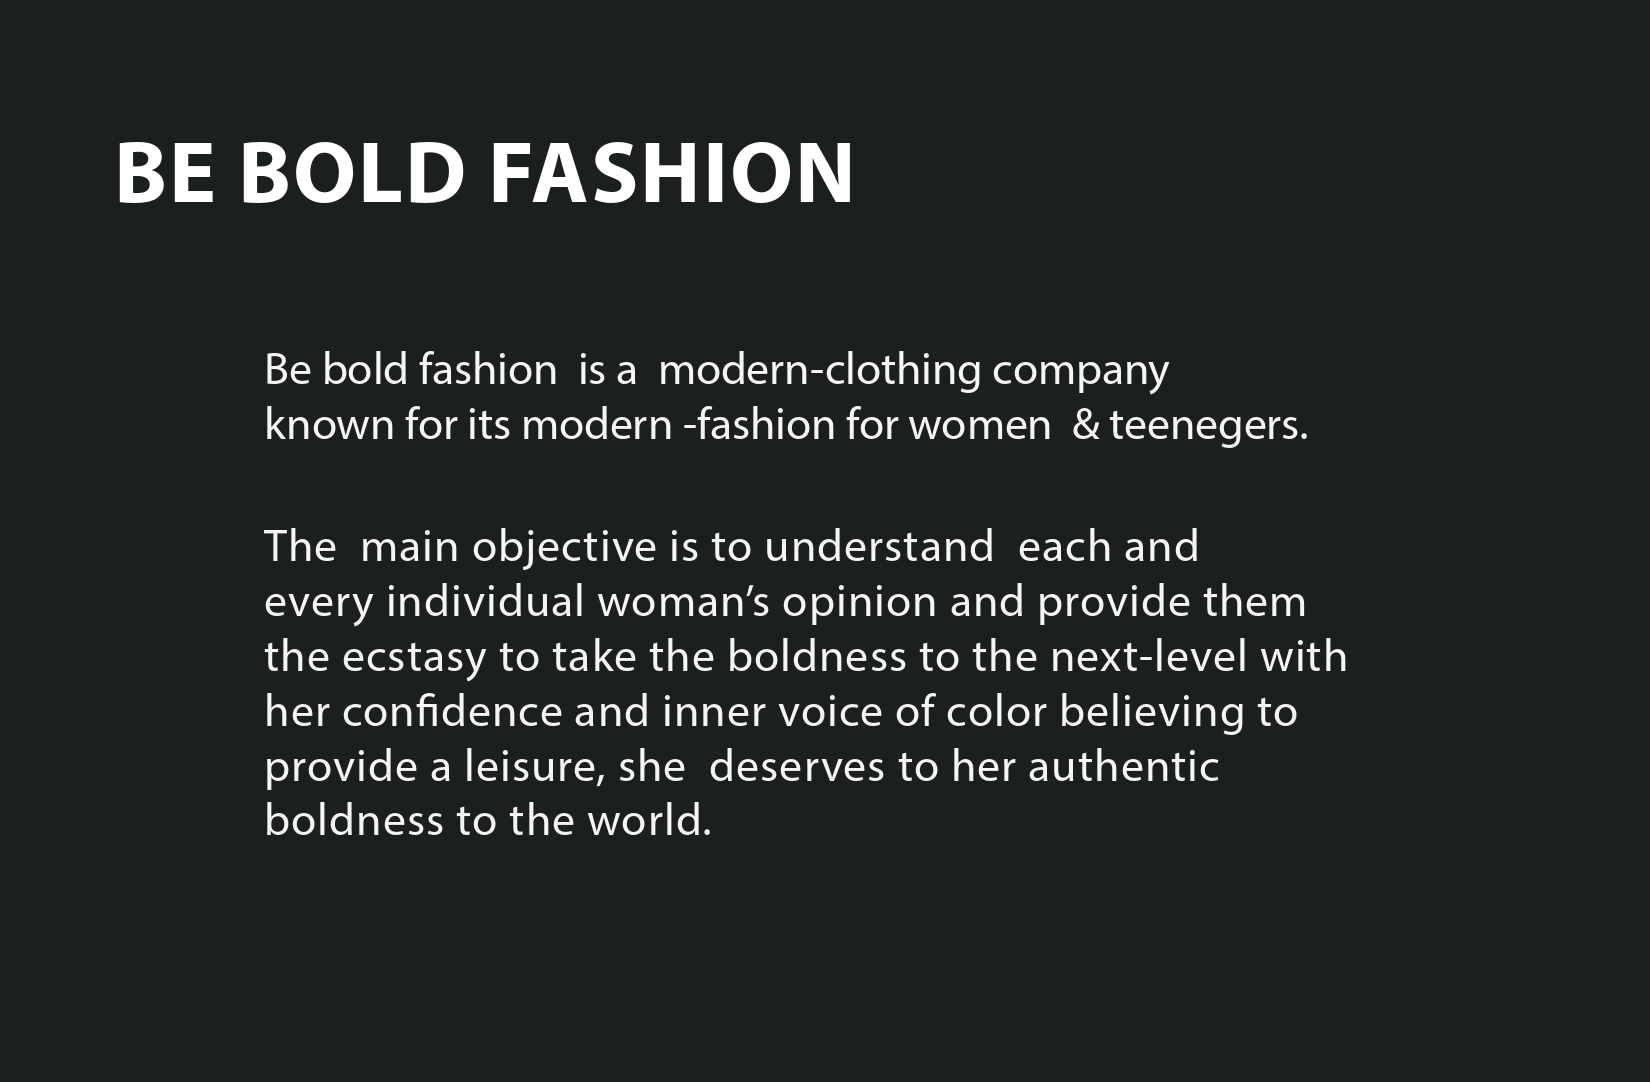 BE BOLD FASHION
Be bold fashion is a modern-clothing company
known for its modern -fashion for women & teenegers.
The main objective is to understand each and
every individual woman’s opinion and provide them
the ecstasy to take the boldness to the next-level with
her confidence and inner voice of color believing to
provide a leisure, she deserves to her authentic
boldness to the world.